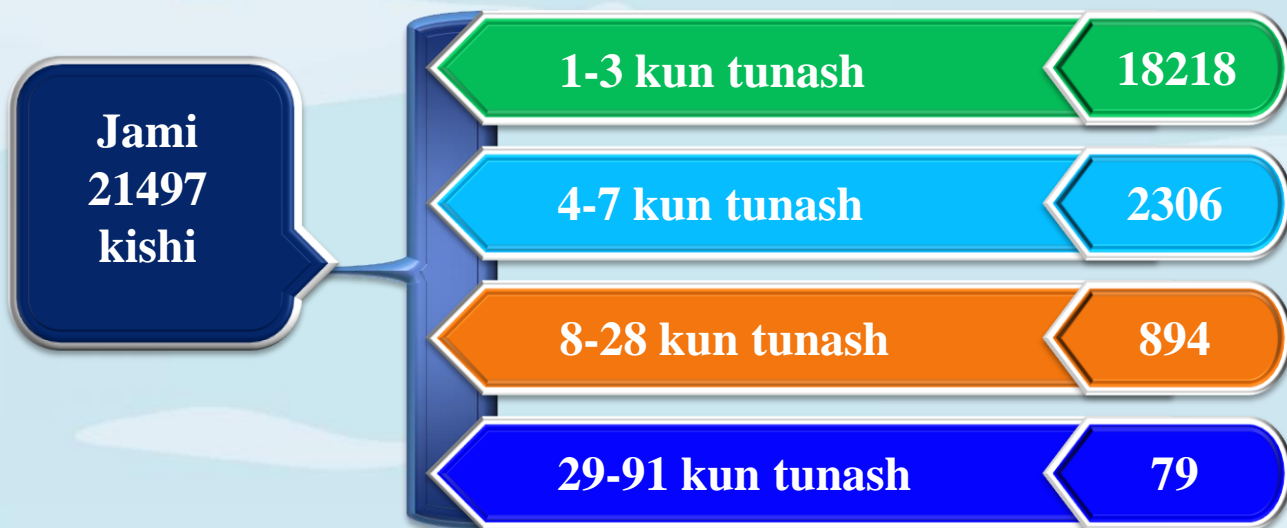 Jami
21497
kishi
1-3 kun tunash 18218
4-7 kun tunash 2306
8-28 kun tunash 894
29-91 kun tunash 79